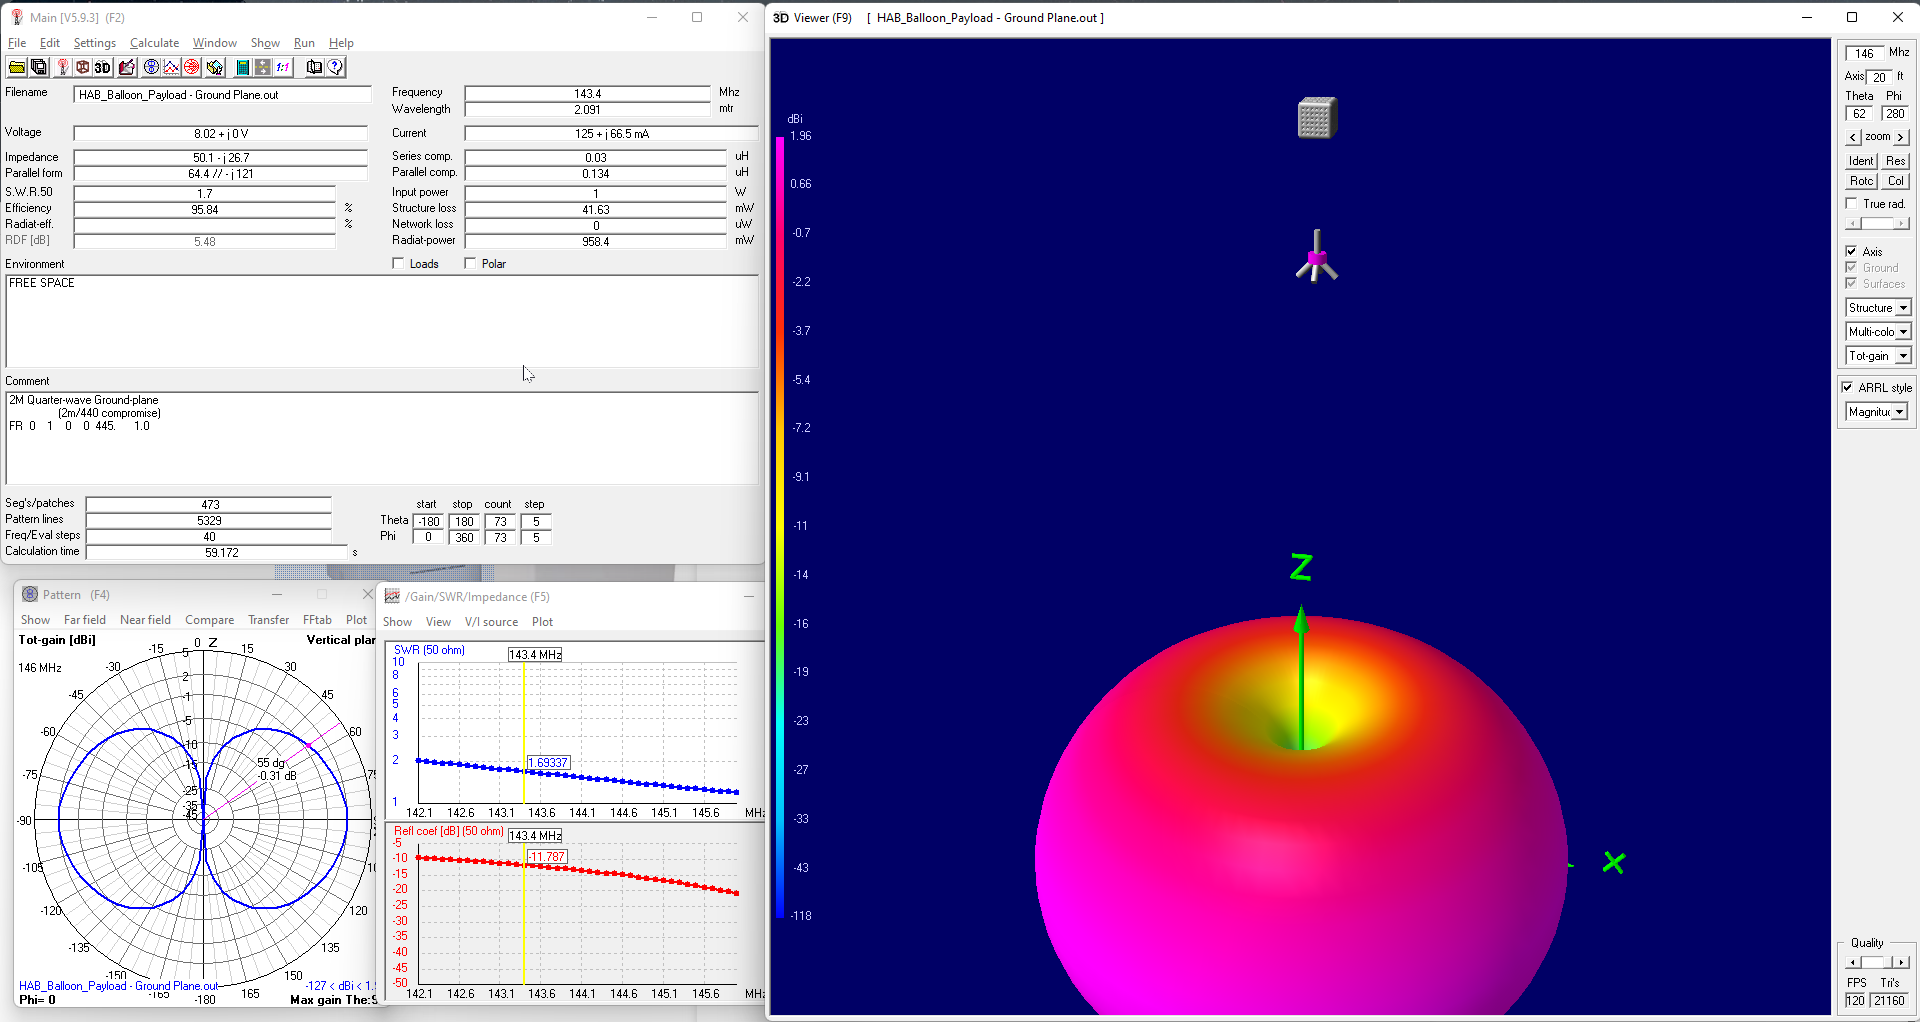 Main [V5.9.3] (F2)
File Edit Settings Calculate Window Show Run Help
3D 1:1
Filename HAB_Balloon_Payload - Ground Plane.out
Frequency 143.4 Mhz
Wavelength 2.091 mtr
Voltage 8.02 + j 0 V
Current 125 + j 66.5 mA
Impedance 50.1 - j 26.7
Series comp. 0.03 uH
Parallel form 64.4 // - j 121
Parallel comp. 0.134 uH
S.W.R.50 1.7
Input power 1 W
Efficiency 95.84 %
Structure loss 41.63 mW
Radiat-eff. %
Network loss 0 uW
RDF [dB] 5.48
Radiat-power 958.4 mW
Environment
Loads Polar
FREE SPACE
Comment
2M Quarter-wave Ground-plane
(2m/440 compromise)
FR 0 1 0 0 445. 1.0
Seg's/patches 473
Pattern lines 5329
Freq/Eval steps 40
Calculation time 59.172 s
start stop count step
Theta -180 180 73 5
Phi 0 360 73 5
Pattern (F4)
Show Far field Near field Compare Transfer FFtab Plot
Tot-gain [dBi]
Vertical plan
146 MHz
0 Z
-15 15
-30 30
-45 45
-60 60
-75
-90
-105
-120 120
-135 135
-150 150
-165 165
-180
5
2
-1
-5
-10
-15
-25
-35
-45
55 dg
-0.31 dB
HAB_Balloon_Payload - Ground Plane.out
-127 < dBi < 1.
Phi= 0
Max gain The:
/Gain/SWR/Impedance (F5)
Show View V/I source Plot
SWR (50 ohm)
143.4 MHz
10
8
6
5
4
3
2
1
1.69337
142.1 142.6 143.1 143.6 144.1 144.6 145.1 145.6 MHz
Refl coef [dB] (50 ohm)
143.4 MHz
-5
-10
-15
-20
-25
-30
-35
-40
-45
-50
-11.787
142.1 142.6 143.1 143.6 144.1 144.6 145.1 145.6 MHz
3D Viewer (F9) [ HAB_Balloon_Payload - Ground Plane.out ]
dBi
1.96
0.66
-0.7
-2.2
-3.7
-5.4
-7.2
-9.1
-11
-14
-16
-19
-23
-27
-33
-43
-118
Z
X
146 Mhz
Axis 20 ft
Theta Phi
62 280
< zoom >
Ident Res
Rotc Col
True rad.
Axis
Ground
Surfaces
Structure
Multi-colo
Tot-gain
ARRL style
Magnituc
Quality
FPS Tri's
120 21160